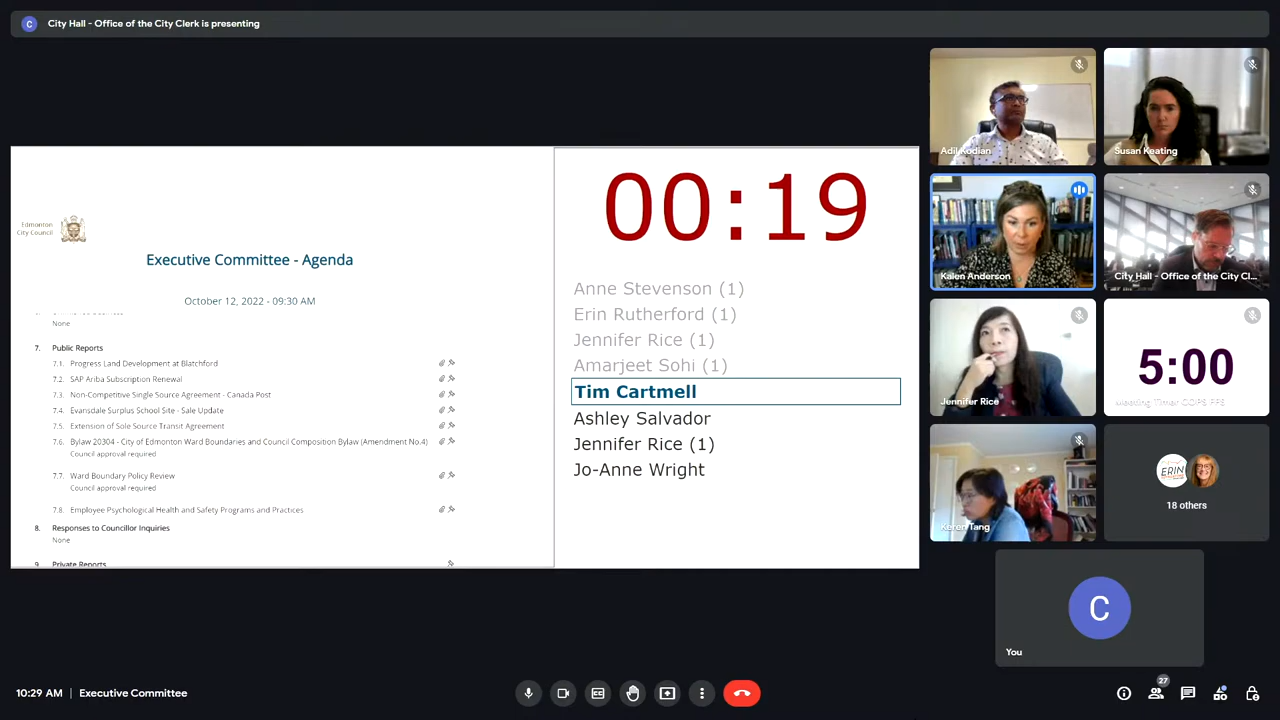 C
City Hall - Office of the City Clerk is presenting
Edmonton
City Council
Executive Committee - Agenda
October 12, 2022 - 09:30 AM
None
7. Public Reports
7.1. Progress Land Development at Blatchford
7.2. SAP Ariba Subscription Renewal
7.3. Non-Competitive Single Source Agreement - Canada Post
7.4. Evansdale Surplus School Site - Sale Update
7.5. Extension of Sole Source Transit Agreement
7.6. Bylaw 20304 - City of Edmonton Ward Boundaries and Council Composition Bylaw (Amendment No.4)
Council approval required
7.7. Ward Boundary Policy Review
Council approval required
7.8. Employee Psychological Health and Safety Programs and Practices
8. Responses to Councillor Inquiries
None
9. Private Reports
00:19
Anne Stevenson (1)
Erin Rutherford (1)
Jennifer Rice (1)
Amarjeet Sohi (1)
Tim Cartmell
Ashley Salvador
Jennifer Rice (1)
Jo-Anne Wright
Adil Kodian
Susan Keating
Kalen Anderson
City Hall - Office of the City Cl...
Jennifer Rice
5:00
Meeting Timer COPS PPS
Keren Tang
ERIN
18 others
C
You
10:29 AM | Executive Committee
27